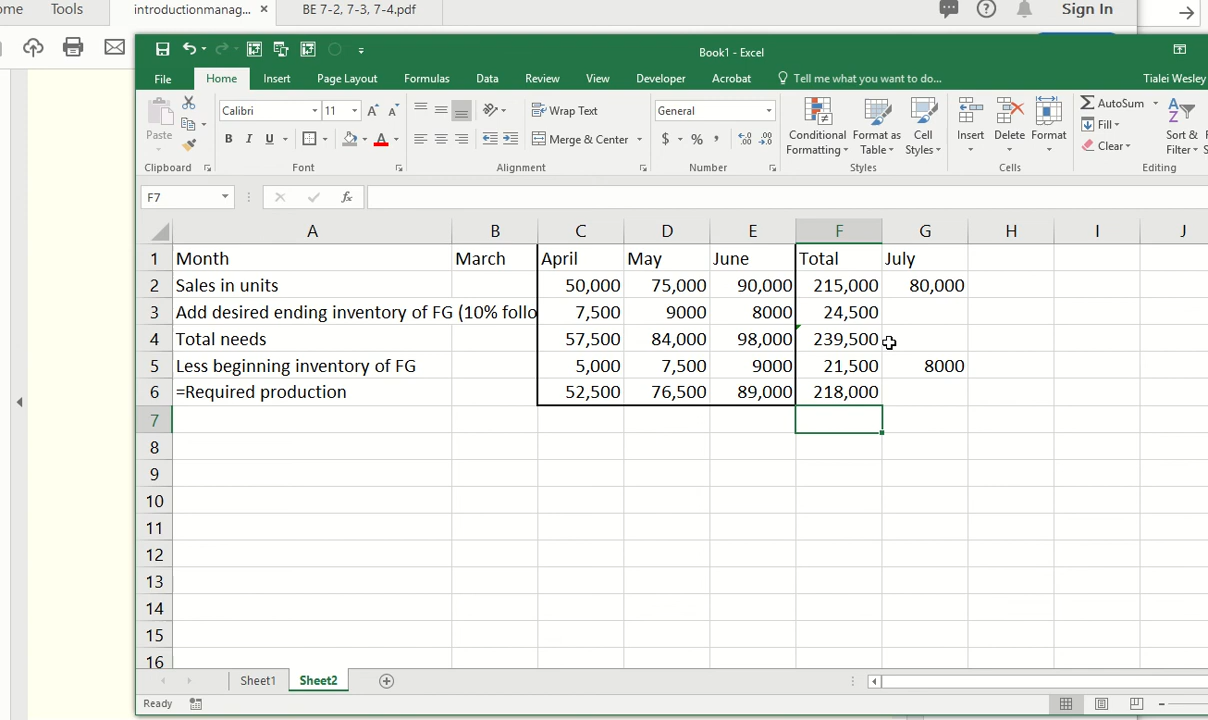 ome Tools introductionmanag... × BE 7-2, 7-3, 7-4.pdf Sign In
Book1 - Excel
File Home Insert Page Layout Formulas Data Review View Developer Acrobat Tell me what you want to do... Tialei Wesley
Paste Calibri 11 A A Wrap Text General Conditional Formatting Format as Table Cell Styles Insert Delete Format AutoSum Fill Clear Sort & Filter
B I U A Merge & Center $ % ,
Clipboard Font Alignment Number Styles Cells Editing
F7 fx
A B C D E F G H I J
1 Month March April May June Total July
2 Sales in units 50,000 75,000 90,000 215,000 80,000
3 Add desired ending inventory of FG (10% follo 7,500 9000 8000 24,500
4 Total needs 57,500 84,000 98,000 239,500
5 Less beginning inventory of FG 5,000 7,500 9000 21,500 8000
6 =Required production 52,500 76,500 89,000 218,000
7
8
9
10
11
12
13
14
15
16
Sheet1 Sheet2
Ready